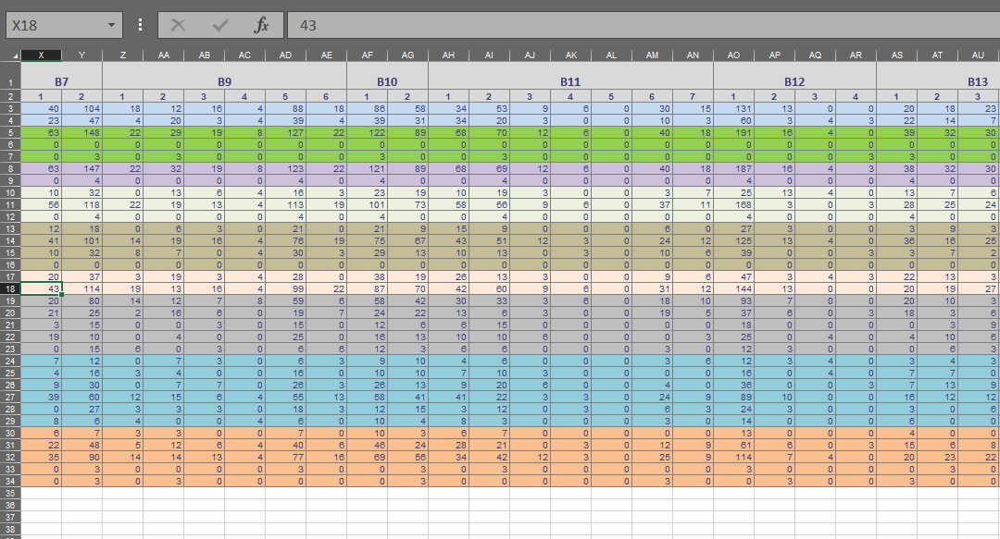 X18 fx 43
X Y Z AA AB AC AD AE AF AG AH AI AJ AK AL AM AN AO AP AQ AR AS AT AU
1 B7 B9 B10 B11 B12 B13
2 1 2 1 2 3 4 5 6 1 2 1 2 3 4 5 6 7 1 2 3 4 1 2 3
3 40 104 18 12 16 4 88 18 86 58 34 53 9 6 0 30 15 131 13 0 0 20 18 23
4 23 47 4 20 3 4 39 4 39 31 34 20 3 0 0 10 3 60 3 4 3 22 14 7
5 63 148 22 29 19 8 127 22 122 89 68 70 12 6 0 40 18 191 16 4 0 39 32 30
6 0 0 0 0 0 0 0 0 0 0 0 0 0 0 0 0 0 0 0 0 0 0 0 0
7 0 3 0 3 0 0 0 0 3 0 0 3 0 0 0 0 0 0 0 0 3 3 0 0
8 63 147 22 32 19 8 123 22 121 89 68 69 12 6 0 40 18 187 16 4 3 38 32 30
9 0 4 0 0 0 0 4 0 4 0 0 4 0 0 0 0 0 4 0 0 0 4 0 0
10 10 32 0 13 6 4 16 3 23 19 10 19 3 0 0 3 7 25 13 4 0 13 7 6
11 56 118 22 19 13 4 113 19 101 73 58 56 9 6 0 37 11 168 3 0 3 28 25 24
12 0 4 0 0 0 0 4 0 4 0 0 4 0 0 0 0 0 4 0 0 0 4 0 0
13 12 18 0 6 3 0 21 0 21 9 15 9 0 0 0 6 0 27 3 0 0 3 9 3
14 41 101 14 19 16 4 76 19 75 67 43 51 12 3 0 24 12 125 13 4 0 36 16 25
15 10 32 8 7 0 4 30 3 29 13 10 13 0 3 0 10 6 39 0 0 3 3 7 2
16 0 0 0 0 0 0 0 0 0 0 0 0 0 0 0 0 0 0 0 0 0 0 0 0
17 20 37 3 19 3 4 28 0 38 19 26 13 3 0 0 9 6 47 3 4 3 22 13 3
18 43 114 19 13 16 4 99 22 87 70 42 60 9 6 0 31 12 144 13 0 0 20 19 27
19 20 80 14 12 7 8 59 6 58 42 30 33 3 6 0 18 10 93 7 0 0 20 10 3
20 21 25 2 16 6 0 19 7 24 22 13 6 3 0 0 19 5 37 6 0 3 18 3 6
21 3 15 0 0 3 0 15 0 12 6 6 15 0 0 0 0 0 18 0 0 0 0 3 9
22 19 10 0 4 0 0 25 0 16 13 10 10 6 0 0 0 3 25 0 4 0 4 10 6
23 0 15 6 0 3 0 6 6 12 3 6 6 0 0 0 3 0 12 3 0 0 0 6 3
24 7 12 0 7 3 0 6 3 9 10 4 6 0 0 0 3 6 12 3 4 0 3 4 3
25 4 16 3 4 0 0 16 0 10 10 7 10 3 0 0 0 0 16 0 4 0 7 7 0
26 9 30 0 7 7 0 26 3 26 13 9 20 6 0 0 4 0 36 0 0 3 7 13 9
27 39 60 12 15 6 4 55 13 58 41 41 22 3 3 0 24 9 89 10 0 0 16 12 12
28 0 27 3 3 3 0 18 3 12 15 3 12 0 3 0 6 3 24 3 0 0 3 0 6
29 8 6 4 0 0 4 6 0 10 4 8 3 0 0 0 3 0 14 0 0 0 6 0 0
30 6 7 3 3 0 0 7 0 10 3 6 7 0 0 0 0 0 13 0 0 0 4 0 0
31 22 48 5 12 6 4 40 6 46 24 28 21 0 3 0 12 9 61 6 0 3 15 6 8
32 35 90 14 14 13 4 77 16 69 56 34 42 12 3 0 25 9 114 7 4 0 20 23 22
33 0 3 0 0 0 0 3 0 0 3 0 3 0 0 0 0 0 3 0 0 0 0 3 0
34 0 3 0 3 0 0 0 0 0 3 0 0 0 0 0 3 0 0 3 0 0 3 0 0
35
36
37
38